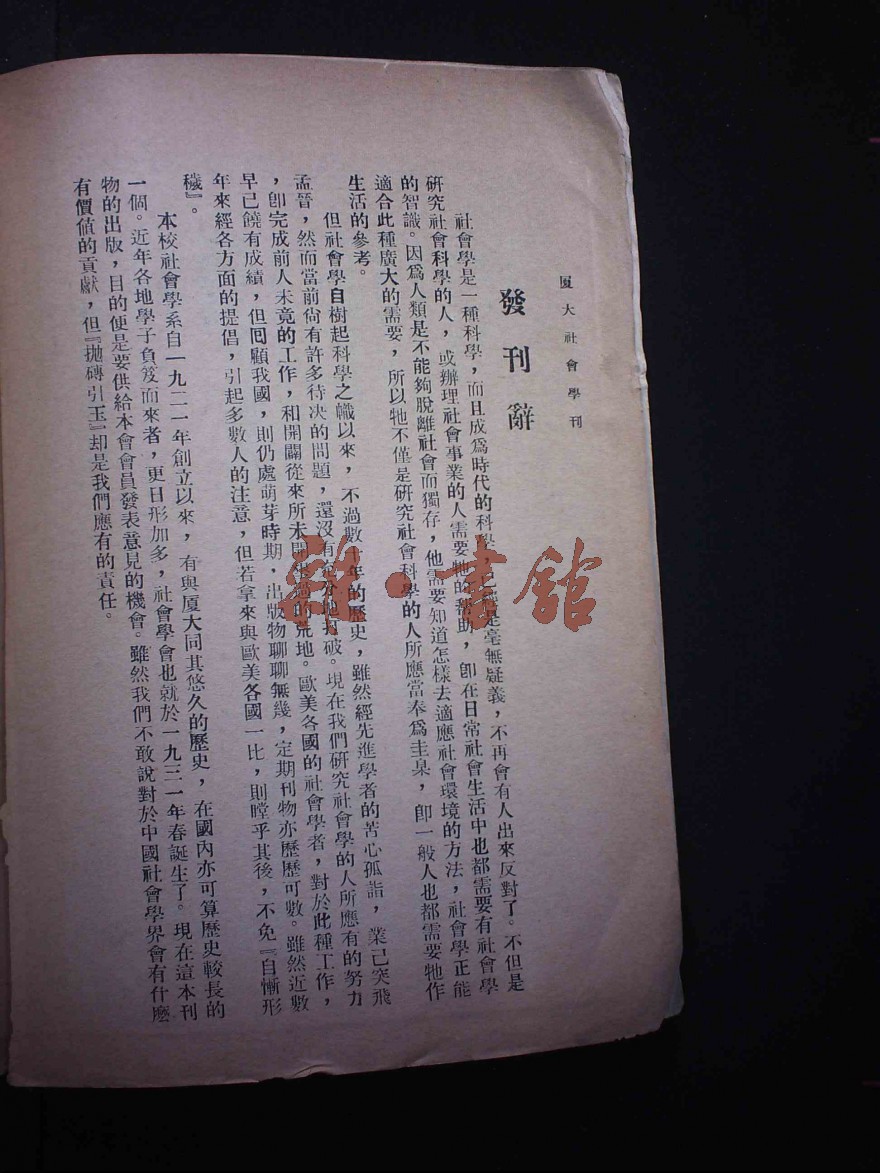 厦大社會學刊
發刊辭
社會學是一種科學,而且成爲時代的科學,是毫無疑義,不再會有人出來反對了。不但是
研究社會科學的人,或辦理社會事業的人需要牠的幫助,卽在日常社會生活中也都需要有社會學
的智識。因爲人類是不能夠脫離社會而獨存,他需要知道怎樣去適應社會環境的方法,社會學正能
適合此種廣大的需要,所以牠不僅是研究社會科學的人所應當奉爲圭臬,卽一般人也都需要牠作
生活的參考。
但社會學自樹起科學之幟以來,不過數十年的歷史,雖然經先進學者的苦心孤詣,業已突飛
孟晉,然而當前尙有許多待决的問題,還沒有打破。現在我們研究社會學的人所應有的努力
,卽完成前人未竟的工作,和開闢從來所未開的荒地。歐美各國的社會學者,對於此種工作,
早已饒有成績,但囘顧我國,則仍處萌芽時期,出版物聊聊無幾,定期刊物亦歷歷可數。雖然近數
年來經各方面的提倡,引起多數人的注意,但若拿來與歐美各國一比,則瞠乎其後,不免『自慚形
穢』。
本校社會學系自一九二一年創立以來,有與厦大同其悠久的歷史,在國內亦可算歷史較長的
一個。近年各地學子負笈而來者,更日形加多,社會學會也就於一九三一年春誕生了。現在這本刊
物的出版,目的便是要供給本會會員發表意見的機會。雖然我們不敢說對於中國社會學界會有什麽
有價值的貢獻,但『拋磚引玉』却是我們應有的責任。
書館